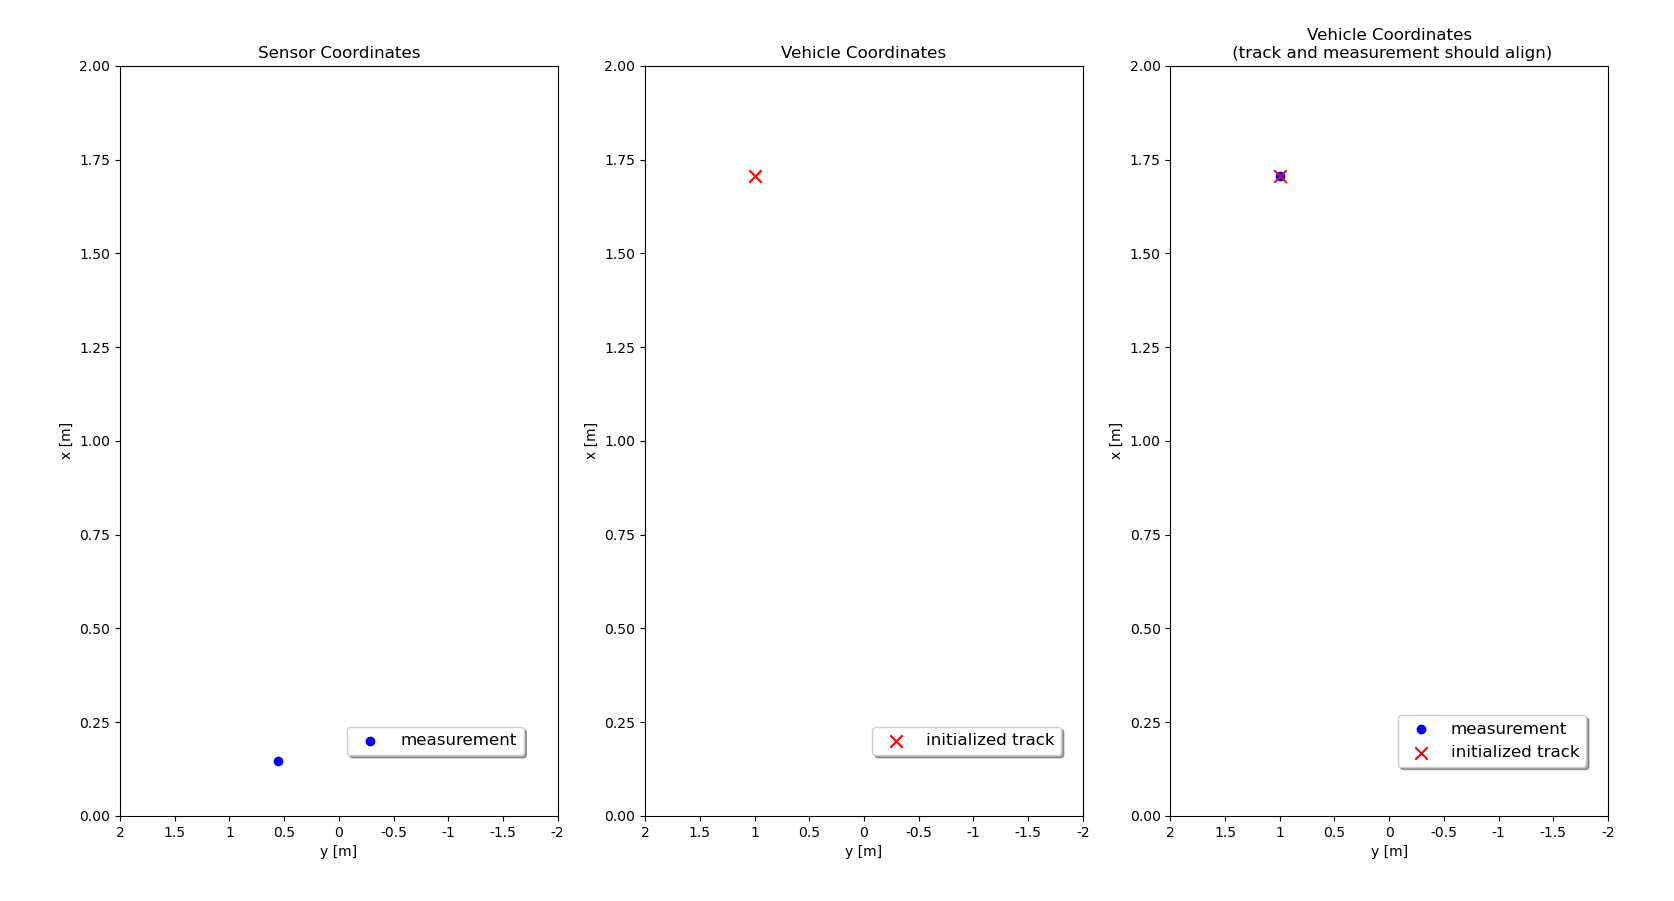 Sensor Coordinates
2.00
1.75
1.50
1.25
1.00
0.75
0.50
0.25
0.00
x [m]
2 1.5 1 0.5 0 -0.5 -1 -1.5 -2
y [m]
measurement
Vehicle Coordinates
2.00
1.75
1.50
1.25
1.00
0.75
0.50
0.25
0.00
x [m]
2 1.5 1 0.5 0 -0.5 -1 -1.5 -2
y [m]
initialized track
Vehicle Coordinates
(track and measurement should align)
2.00
1.75
1.50
1.25
1.00
0.75
0.50
0.25
0.00
x [m]
2 1.5 1 0.5 0 -0.5 -1 -1.5 -2
y [m]
measurement
initialized track